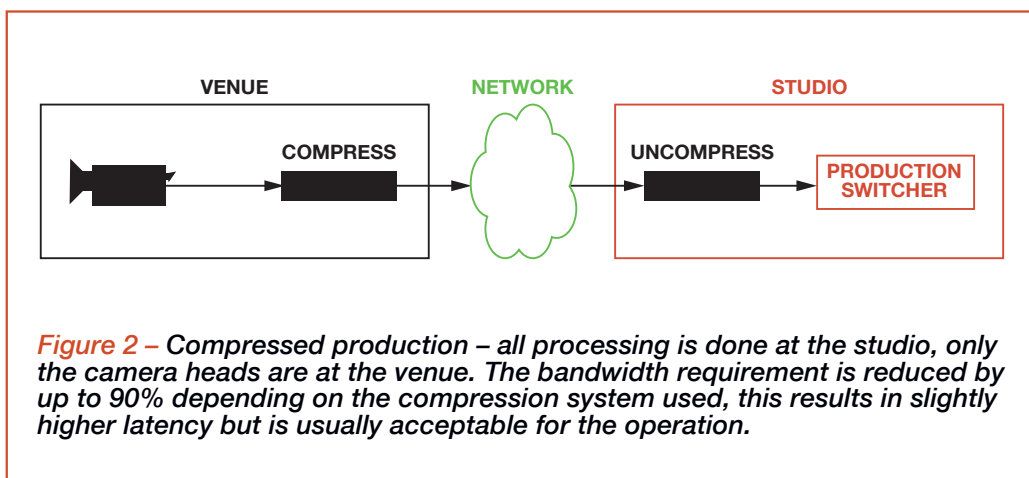 VENUE
NETWORK
STUDIO
COMPRESS
UNCOMPRESS
PRODUCTION
SWITCHER
Figure 2 – Compressed production – all processing is done at the studio, only
the camera heads are at the venue. The bandwidth requirement is reduced by
up to 90% depending on the compression system used, this results in slightly
higher latency but is usually acceptable for the operation.